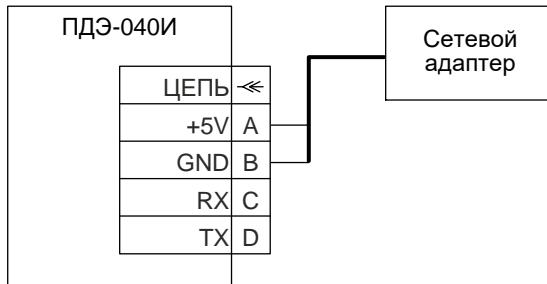 ПДЭ-040И
Сетевой
адаптер
ЦЕПЬ
+5V A
GND B
RX C
TX D